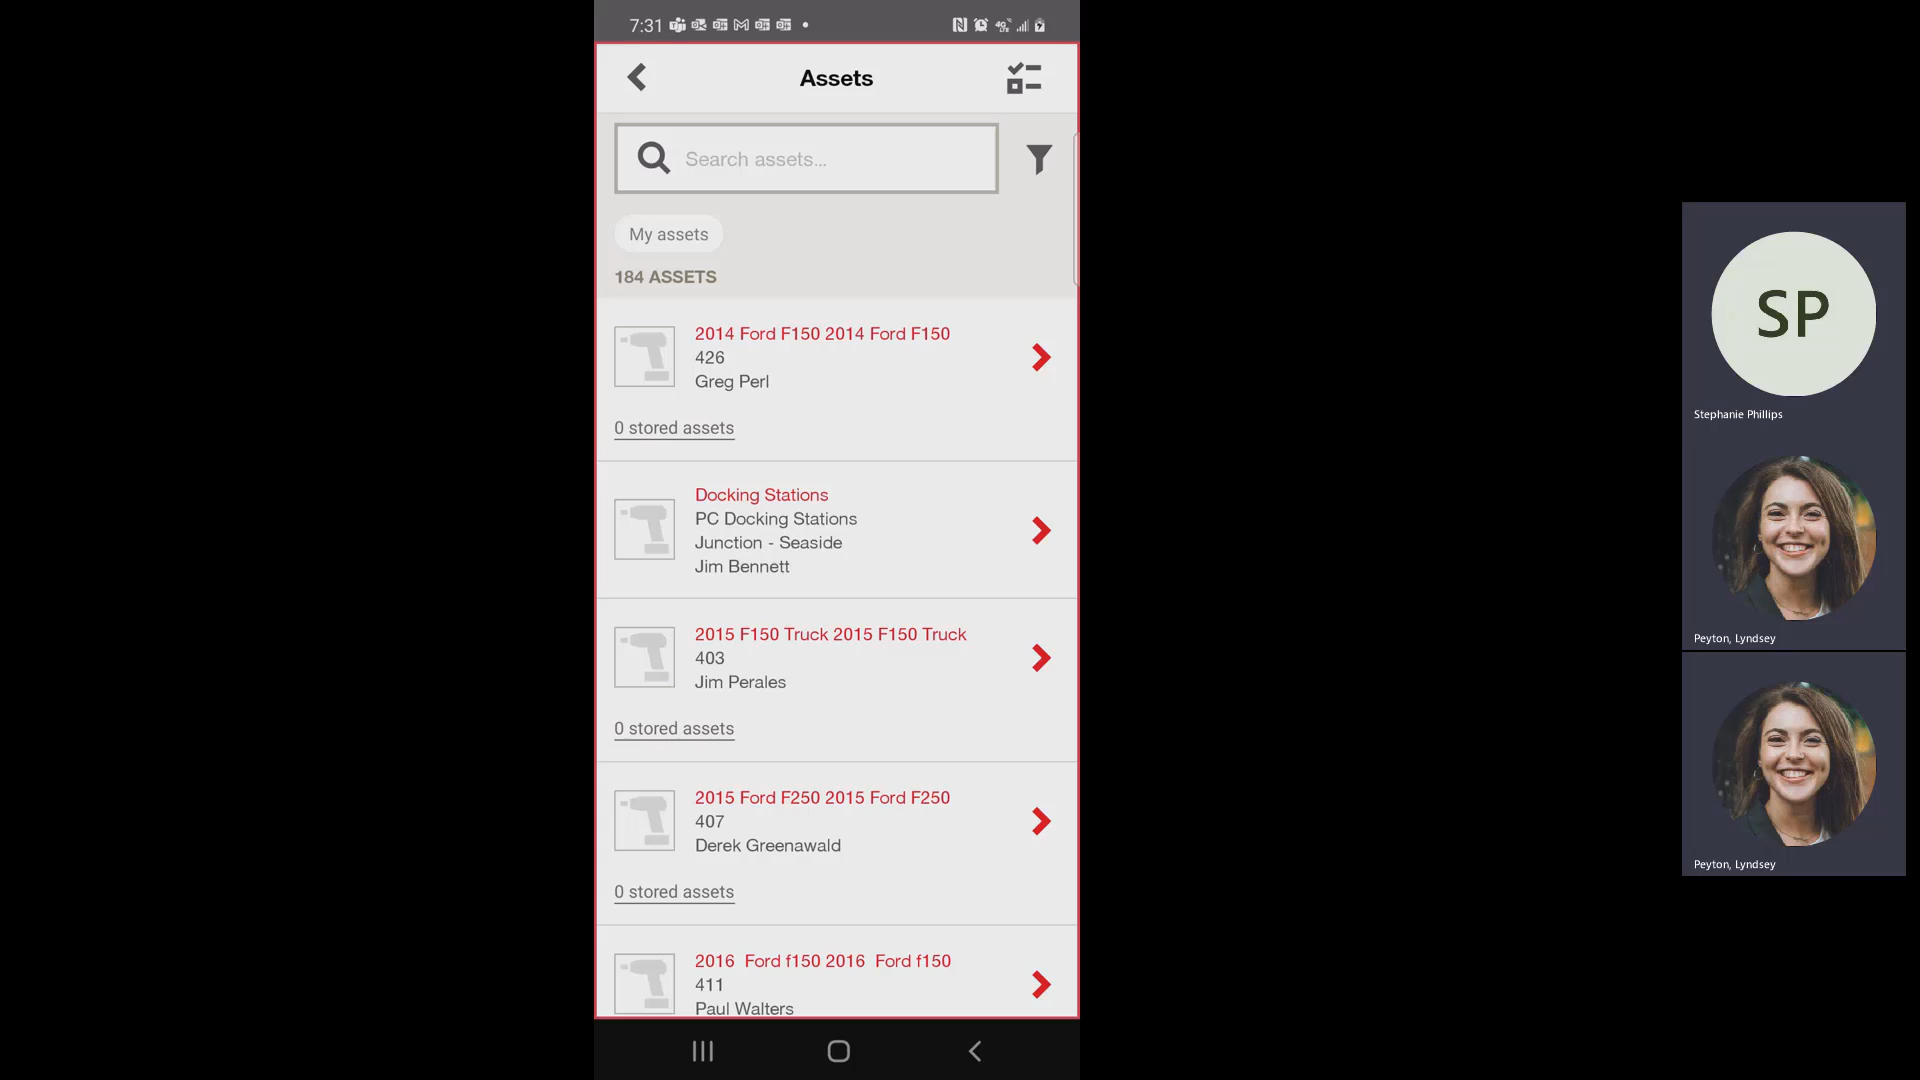 7:31
Assets
Search assets...
My assets
184 ASSETS
2014 Ford F150 2014 Ford F150
426
Greg Perl
0 stored assets
Docking Stations
PC Docking Stations
Junction - Seaside
Jim Bennett
2015 F150 Truck 2015 F150 Truck
403
Jim Perales
0 stored assets
2015 Ford F250 2015 Ford F250
407
Derek Greenawald
0 stored assets
2016  Ford f150 2016  Ford f150
411
Paul Walters
SP
Stephanie Phillips
Peyton, Lyndsey
Peyton, Lyndsey